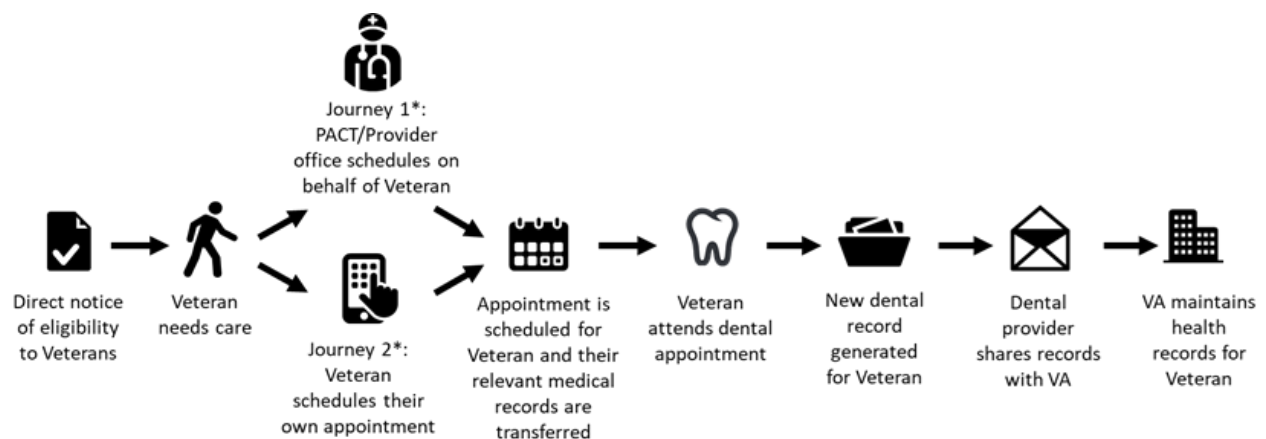 Journey 1*:
PACT/Provider
office schedules on
behalf of Veteran
Direct notice
of eligibility
to Veterans
Veteran
needs care
Journey 2*:
Veteran
schedules their
own appointment
Appointment is
scheduled for
Veteran and their
relevant medical
records are
transferred
Veteran
attends dental
appointment
New dental
record
generated
for Veteran
Dental
provider
shares records
with VA
VA maintains
health
records for
Veteran